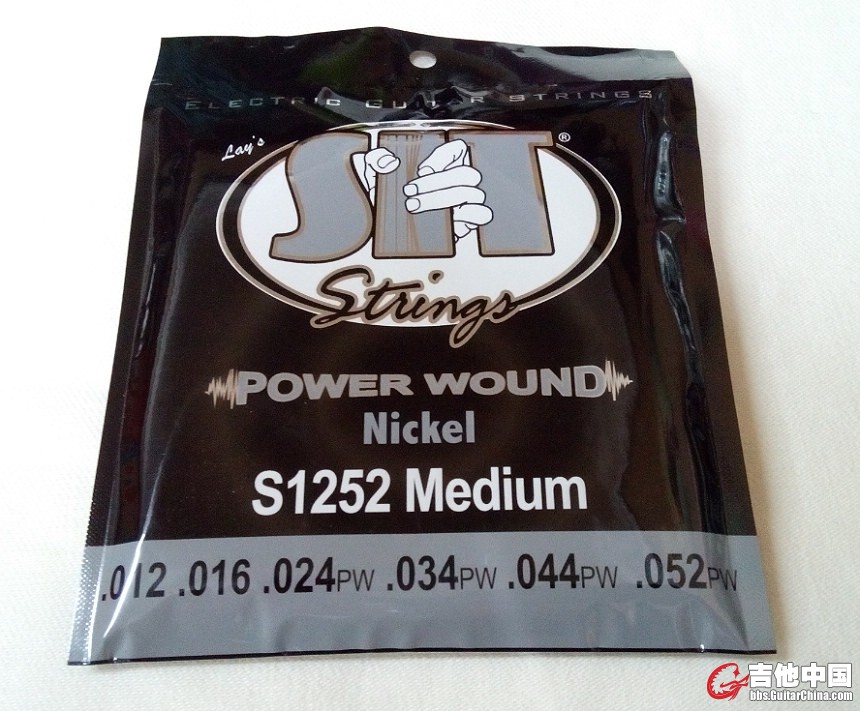 ELECTRIC GUITAR STRINGS
Lay's
SIT®
Strings
POWER WOUND
Nickel
S1252 Medium
.012 .016 .024PW .034PW .044PW .052PW
吉他中国
bbs.GuitarChina.com